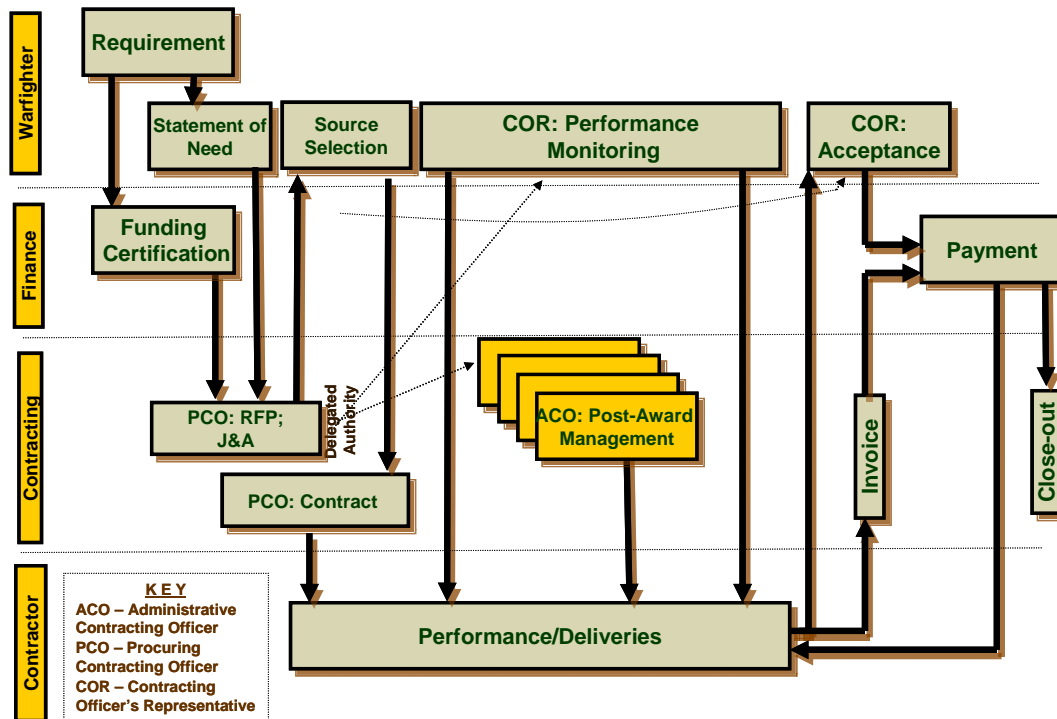 Warfighter
Requirement
Statement of
Need
Source
Selection
COR: Performance
Monitoring
COR:
Acceptance
Finance
Funding
Certification
Payment
Contracting
PCO: RFP;
J&A
Delegated
Authority
ACO: Post-Award
Management
PCO: Contract
Invoice
Close-out
Contractor
K E Y
ACO – Administrative
Contracting Officer
PCO – Procuring
Contracting Officer
COR – Contracting
Officer's Representative
Performance/Deliveries